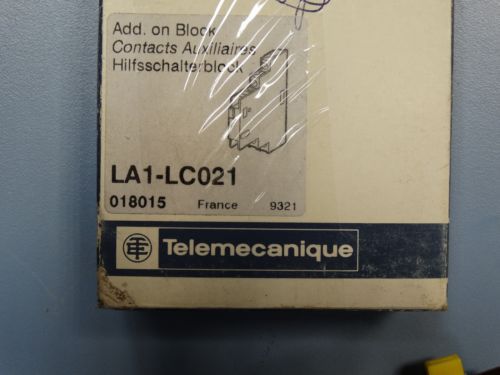 Add. on Block
Contacts Auxiliaires
Hilfsschalterblock
LA1-LC021
018015 France 9321
Telemecanique